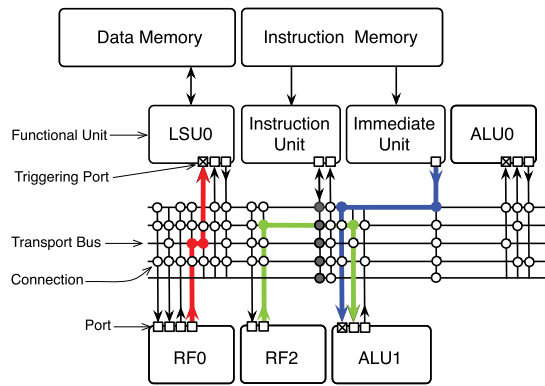 Data Memory
Instruction Memory
Functional Unit
LSU0
Instruction
Unit
Immediate
Unit
ALU0
Triggering Port
Transport Bus
Connection
Port
RF0
RF2
ALU1